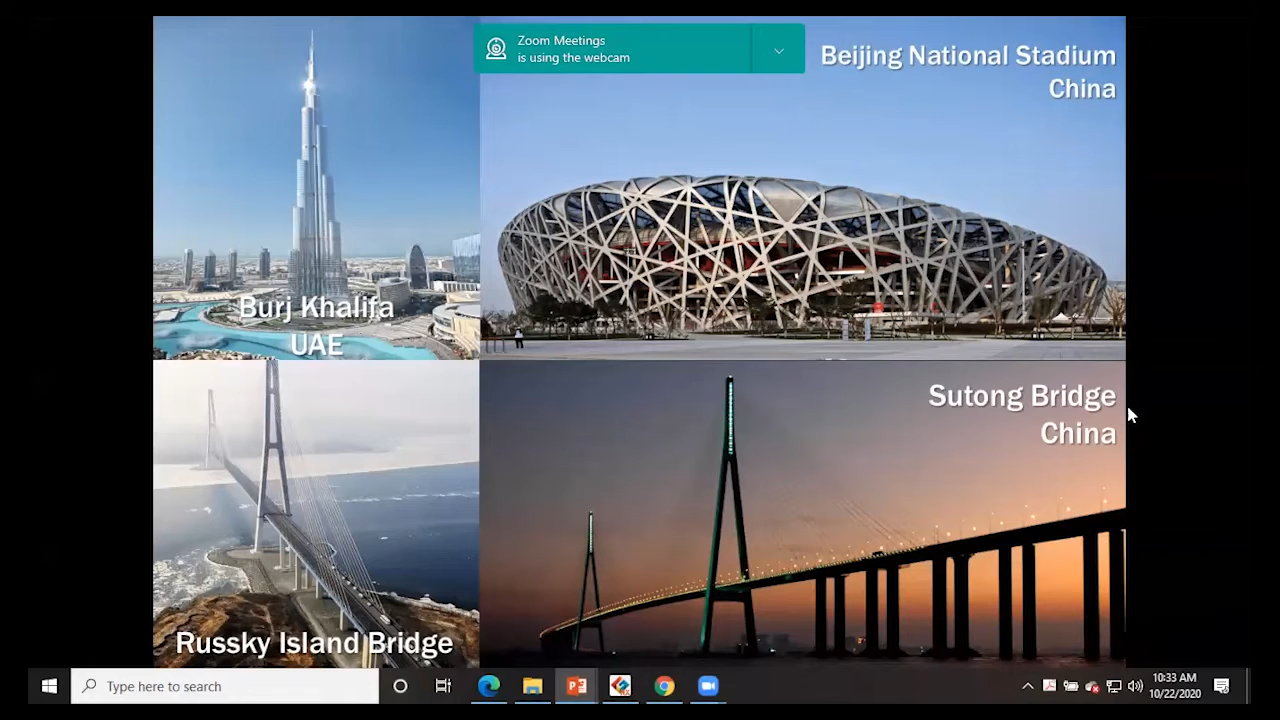 Zoom Meetings
is using the webcam
Beijing National Stadium
China
Burj Khalifa
UAE
Sutong Bridge
China
Russky Island Bridge
Type here to search
10:33 AM
10/22/2020